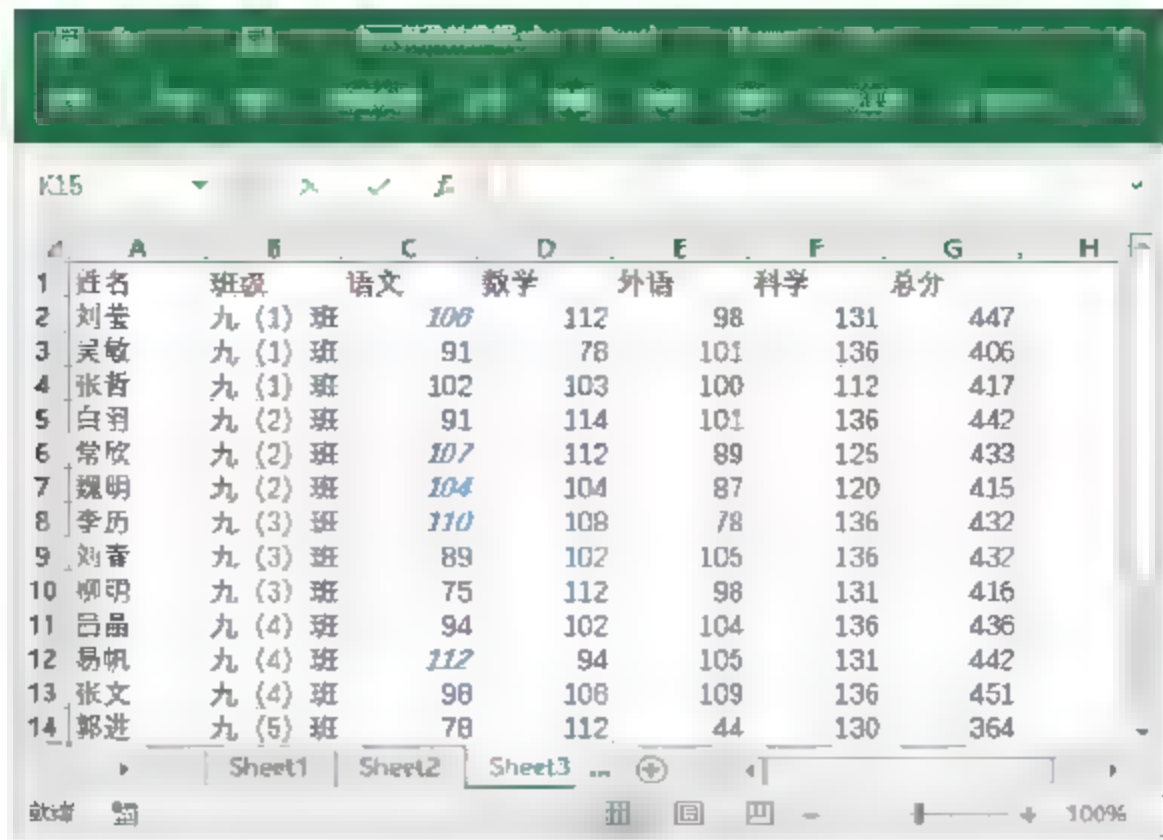 K15
A B C D E F G H
1 姓名 班级 语文 数学 外语 科学 总分
2 刘莹 九 (1) 班 106 112 98 131 447
3 吴敏 九 (1) 班 91 78 101 136 406
4 张哲 九 (1) 班 102 103 100 112 417
5 白羽 九 (2) 班 91 114 101 136 442
6 常欣 九 (2) 班 107 112 89 125 433
7 魏明 九 (2) 班 104 104 87 120 415
8 李历 九 (3) 班 110 108 78 136 432
9 刘春 九 (3) 班 89 102 105 136 432
10 柳明 九 (3) 班 75 112 98 131 416
11 吕晶 九 (4) 班 94 102 104 136 436
12 易帆 九 (4) 班 112 94 105 131 442
13 张文 九 (4) 班 98 108 109 136 451
14 郭进 九 (5) 班 78 112 44 130 364
Sheet1 Sheet2 Sheet3 ...
就绪 100%